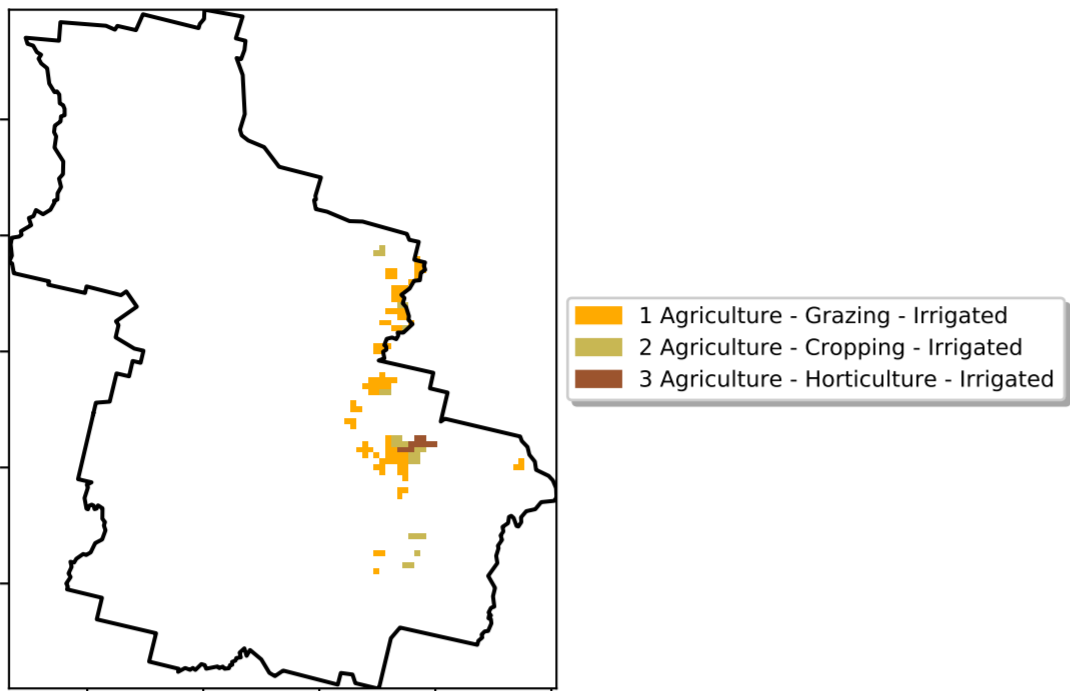 1 Agriculture - Grazing - Irrigated
2 Agriculture - Cropping - Irrigated
3 Agriculture - Horticulture - Irrigated